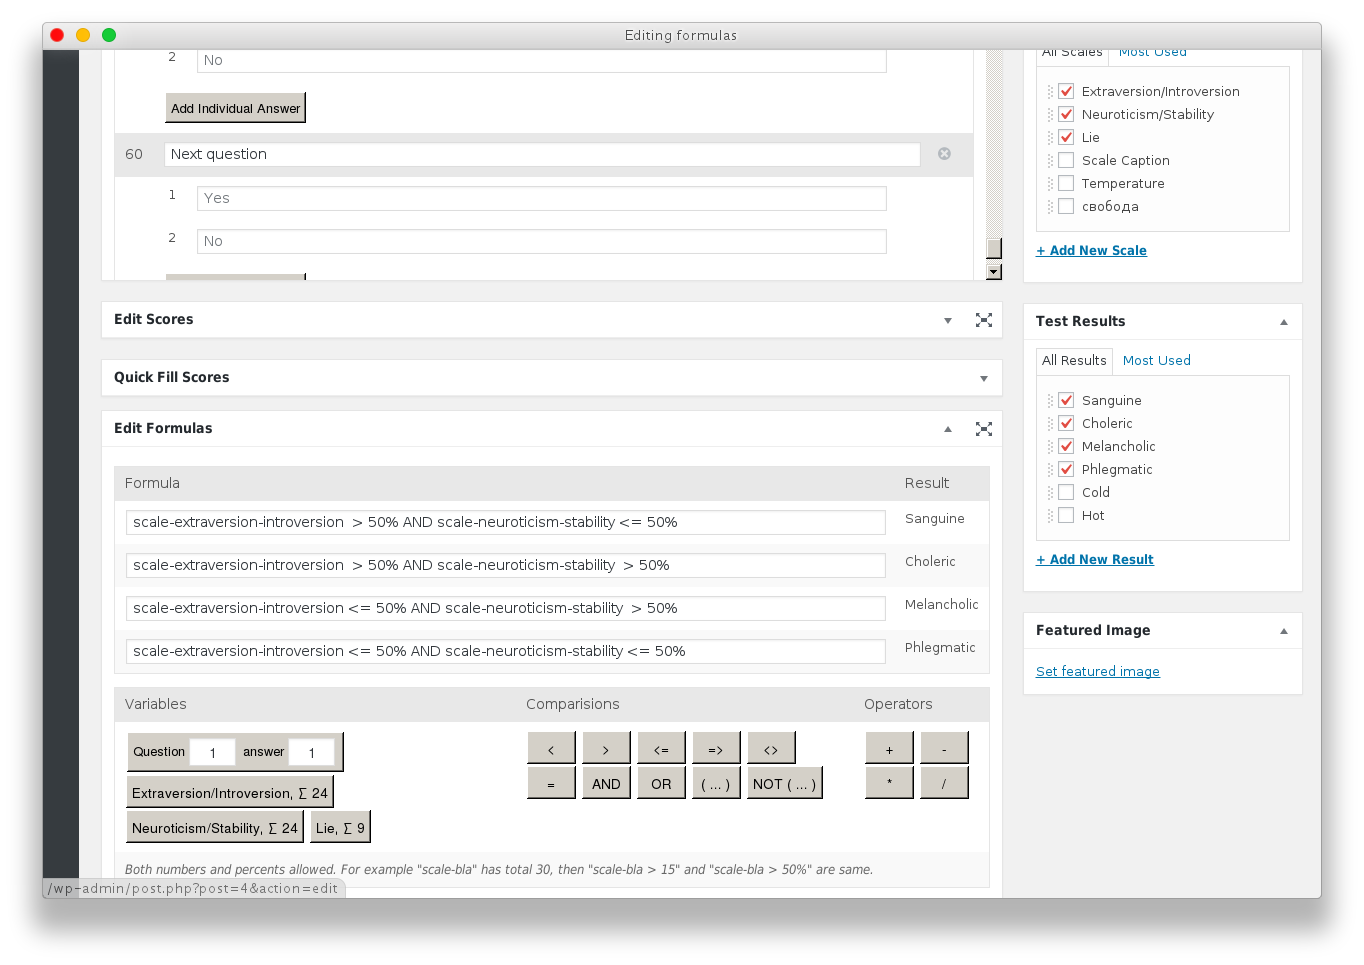 Editing formulas
2 No
Add Individual Answer
60 Next question
1 Yes
2 No
Edit Scores
Quick Fill Scores
Edit Formulas
Formula Result
scale-extraversion-introversion > 50% AND scale-neuroticism-stability <= 50% Sanguine
scale-extraversion-introversion > 50% AND scale-neuroticism-stability > 50% Choleric
scale-extraversion-introversion <= 50% AND scale-neuroticism-stability > 50% Melancholic
scale-extraversion-introversion <= 50% AND scale-neuroticism-stability <= 50% Phlegmatic
Variables Comparisions Operators
Question 1 answer 1 < > <= => <> + -
Extraversion/Introversion, Σ 24 = AND OR ( ... ) NOT ( ... ) * /
Neuroticism/Stability, Σ 24 Lie, Σ 9
Both numbers and percents allowed. For example "scale-bla" has total 30, then "scale-bla > 15" and "scale-bla > 50%" are same.
/wp-admin/post.php?post=4&action=edit
All Scales Most Used
Extraversion/Introversion
Neuroticism/Stability
Lie
Scale Caption
Temperature
свобода
+ Add New Scale
Test Results
All Results Most Used
Sanguine
Choleric
Melancholic
Phlegmatic
Cold
Hot
+ Add New Result
Featured Image
Set featured image